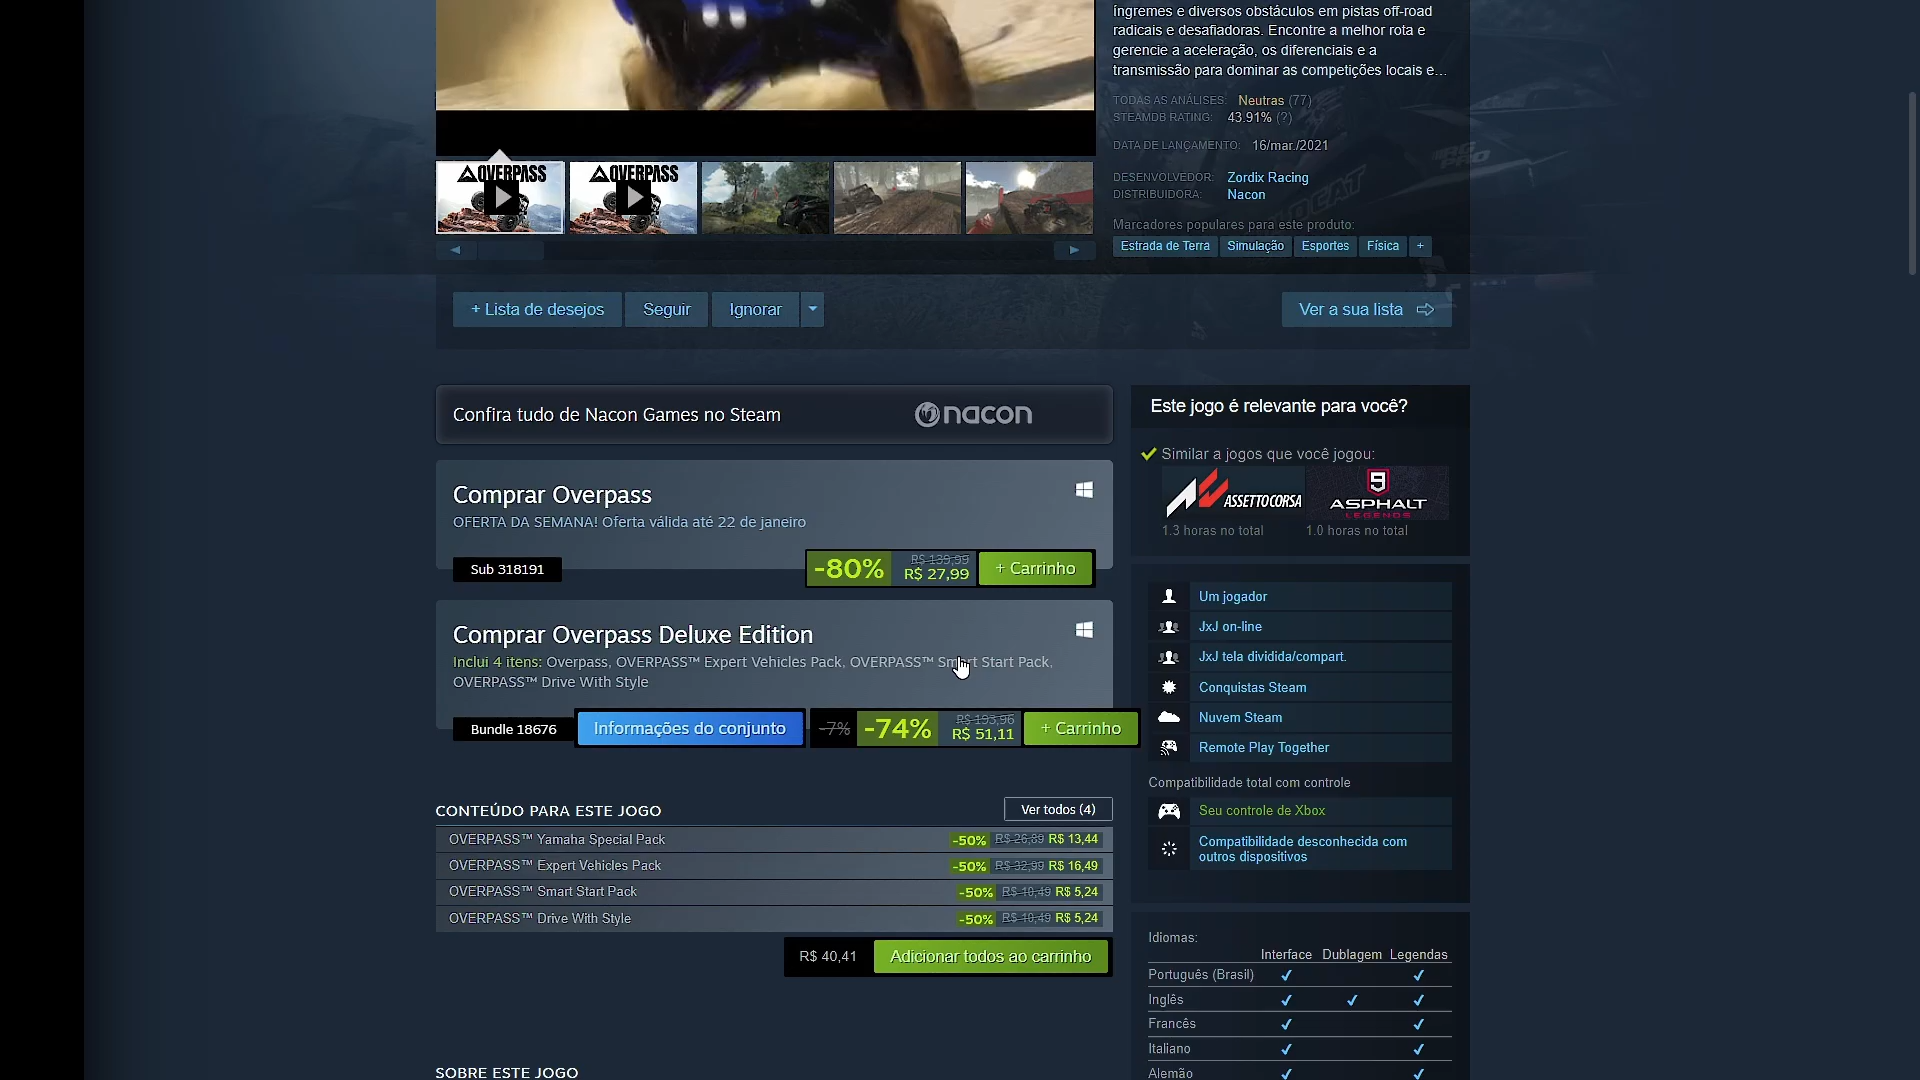 íngremes e diversos obstáculos em pistas off-road
radicais e desafiadoras. Encontre a melhor rota e
gerencie a aceleração, os diferenciais e a
transmissão para dominar as competições locais e...
TODAS AS ANÁLISES: Neutras (77)
STEAMDB RATING: 43.91% (?)
DATA DE LANÇAMENTO: 16/mar./2021
DESENVOLVEDOR: Zordix Racing
DISTRIBUIDORA: Nacon
Marcadores populares para este produto:
Estrada de Terra Simulação Esportes Física +
OVERPASS
OVERPASS
+ Lista de desejos Seguir Ignorar
Ver a sua lista
Confira tudo de Nacon Games no Steam
nacon
Comprar Overpass
OFERTA DA SEMANA! Oferta válida até 22 de janeiro
Sub 318191
-80% R$ 139,99 R$ 27,99 + Carrinho
Comprar Overpass Deluxe Edition
Inclui 4 itens: Overpass, OVERPASS™ Expert Vehicles Pack, OVERPASS™ Smart Start Pack,
OVERPASS™ Drive With Style
Bundle 18676 Informações do conjunto -7% -74% R$ 193,96 R$ 51,11 + Carrinho
CONTEÚDO PARA ESTE JOGO Ver todos (4)
OVERPASS™ Yamaha Special Pack -50% R$ 26,89 R$ 13,44
OVERPASS™ Expert Vehicles Pack -50% R$ 32,99 R$ 16,49
OVERPASS™ Smart Start Pack -50% R$ 10,49 R$ 5,24
OVERPASS™ Drive With Style -50% R$ 10,49 R$ 5,24
R$ 40,41 Adicionar todos ao carrinho
SOBRE ESTE JOGO
Este jogo é relevante para você?
Similar a jogos que você jogou:
ASSETTO CORSA
9
ASPHALT
LEGENDS
1.3 horas no total 1.0 horas no total
Um jogador
JxJ on-line
JxJ tela dividida/compart.
Conquistas Steam
Nuvem Steam
Remote Play Together
Compatibilidade total com controle
Seu controle de Xbox
Compatibilidade desconhecida com
outros dispositivos
Idiomas:
Interface Dublagem Legendas
Português (Brasil) ✔ ✔
Inglês ✔ ✔ ✔
Francês ✔ ✔
Italiano ✔ ✔
Alemão ✔ ✔